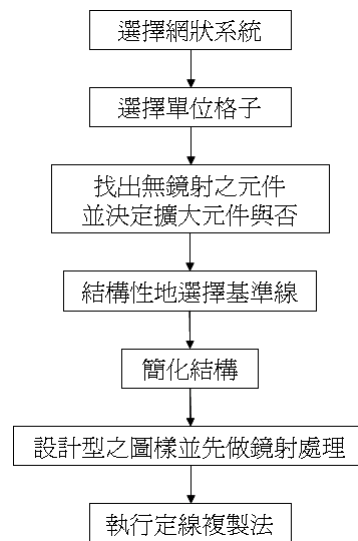 選擇網狀系統
選擇單位格子
找出無鏡射之元件
並決定擴大元件與否
結構性地選擇基準線
簡化結構
設計型之圖樣並先做鏡射處理
執行定線複製法